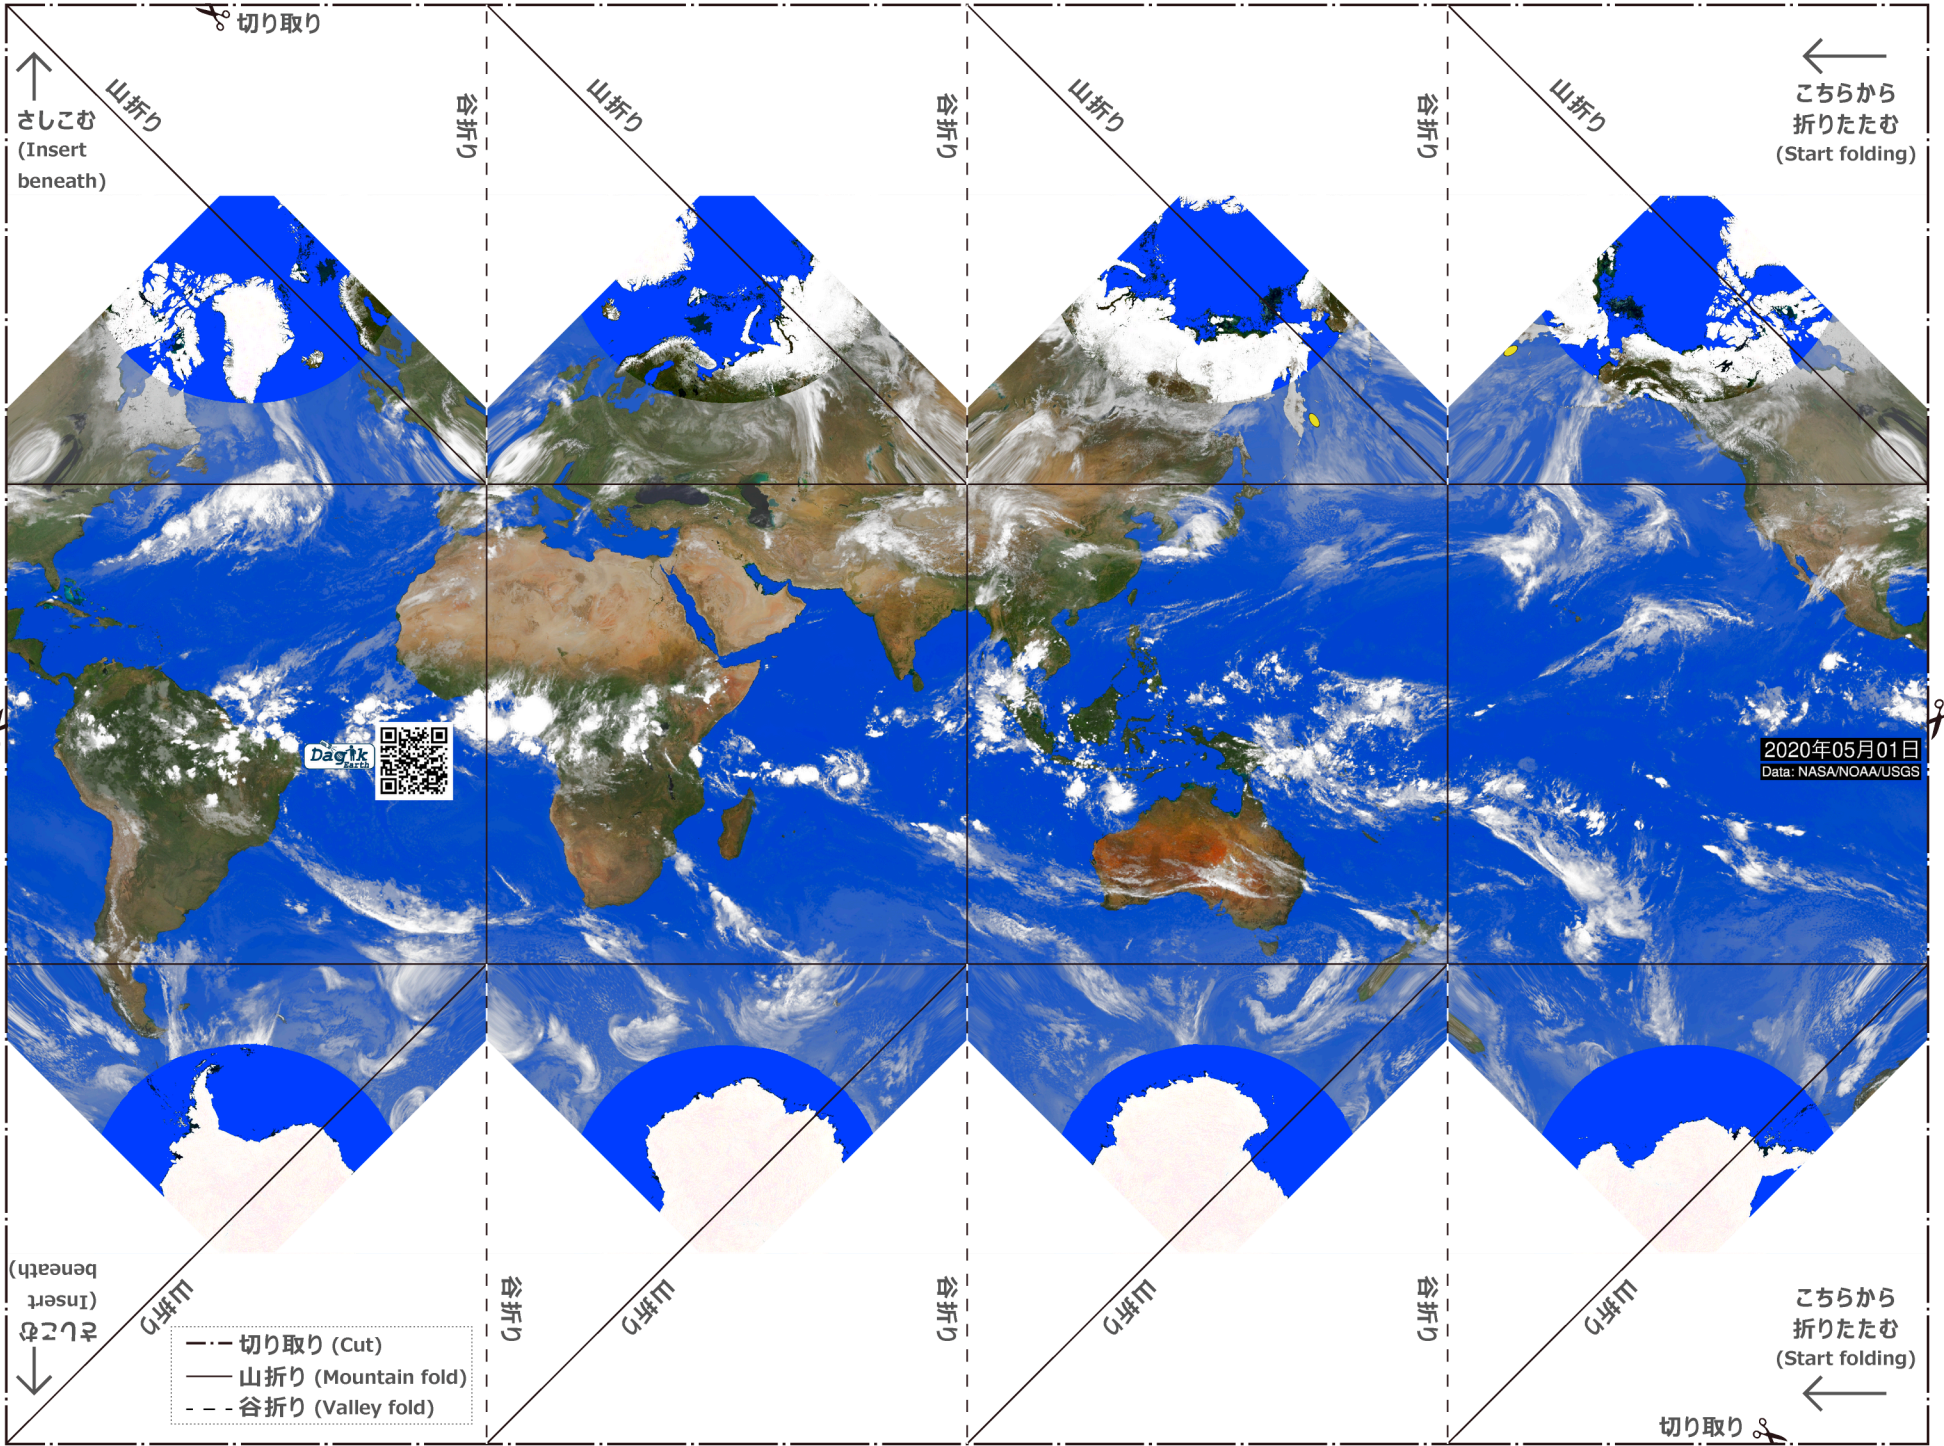 切り取り
山折り
谷折り
山折り
谷折り
山折り
谷折り
山折り
さしこむ
(Insert
beneath)
こちらから
折りたたむ
(Start folding)
Dagik
Earth
2020年05月01日
Data: NASA/NOAA/USGS
さしこむ
(Insert
beneath)
山折り
谷折り
山折り
谷折り
山折り
谷折り
山折り
こちらから
折りたたむ
(Start folding)
切り取り (Cut)
山折り (Mountain fold)
谷折り (Valley fold)
切り取り